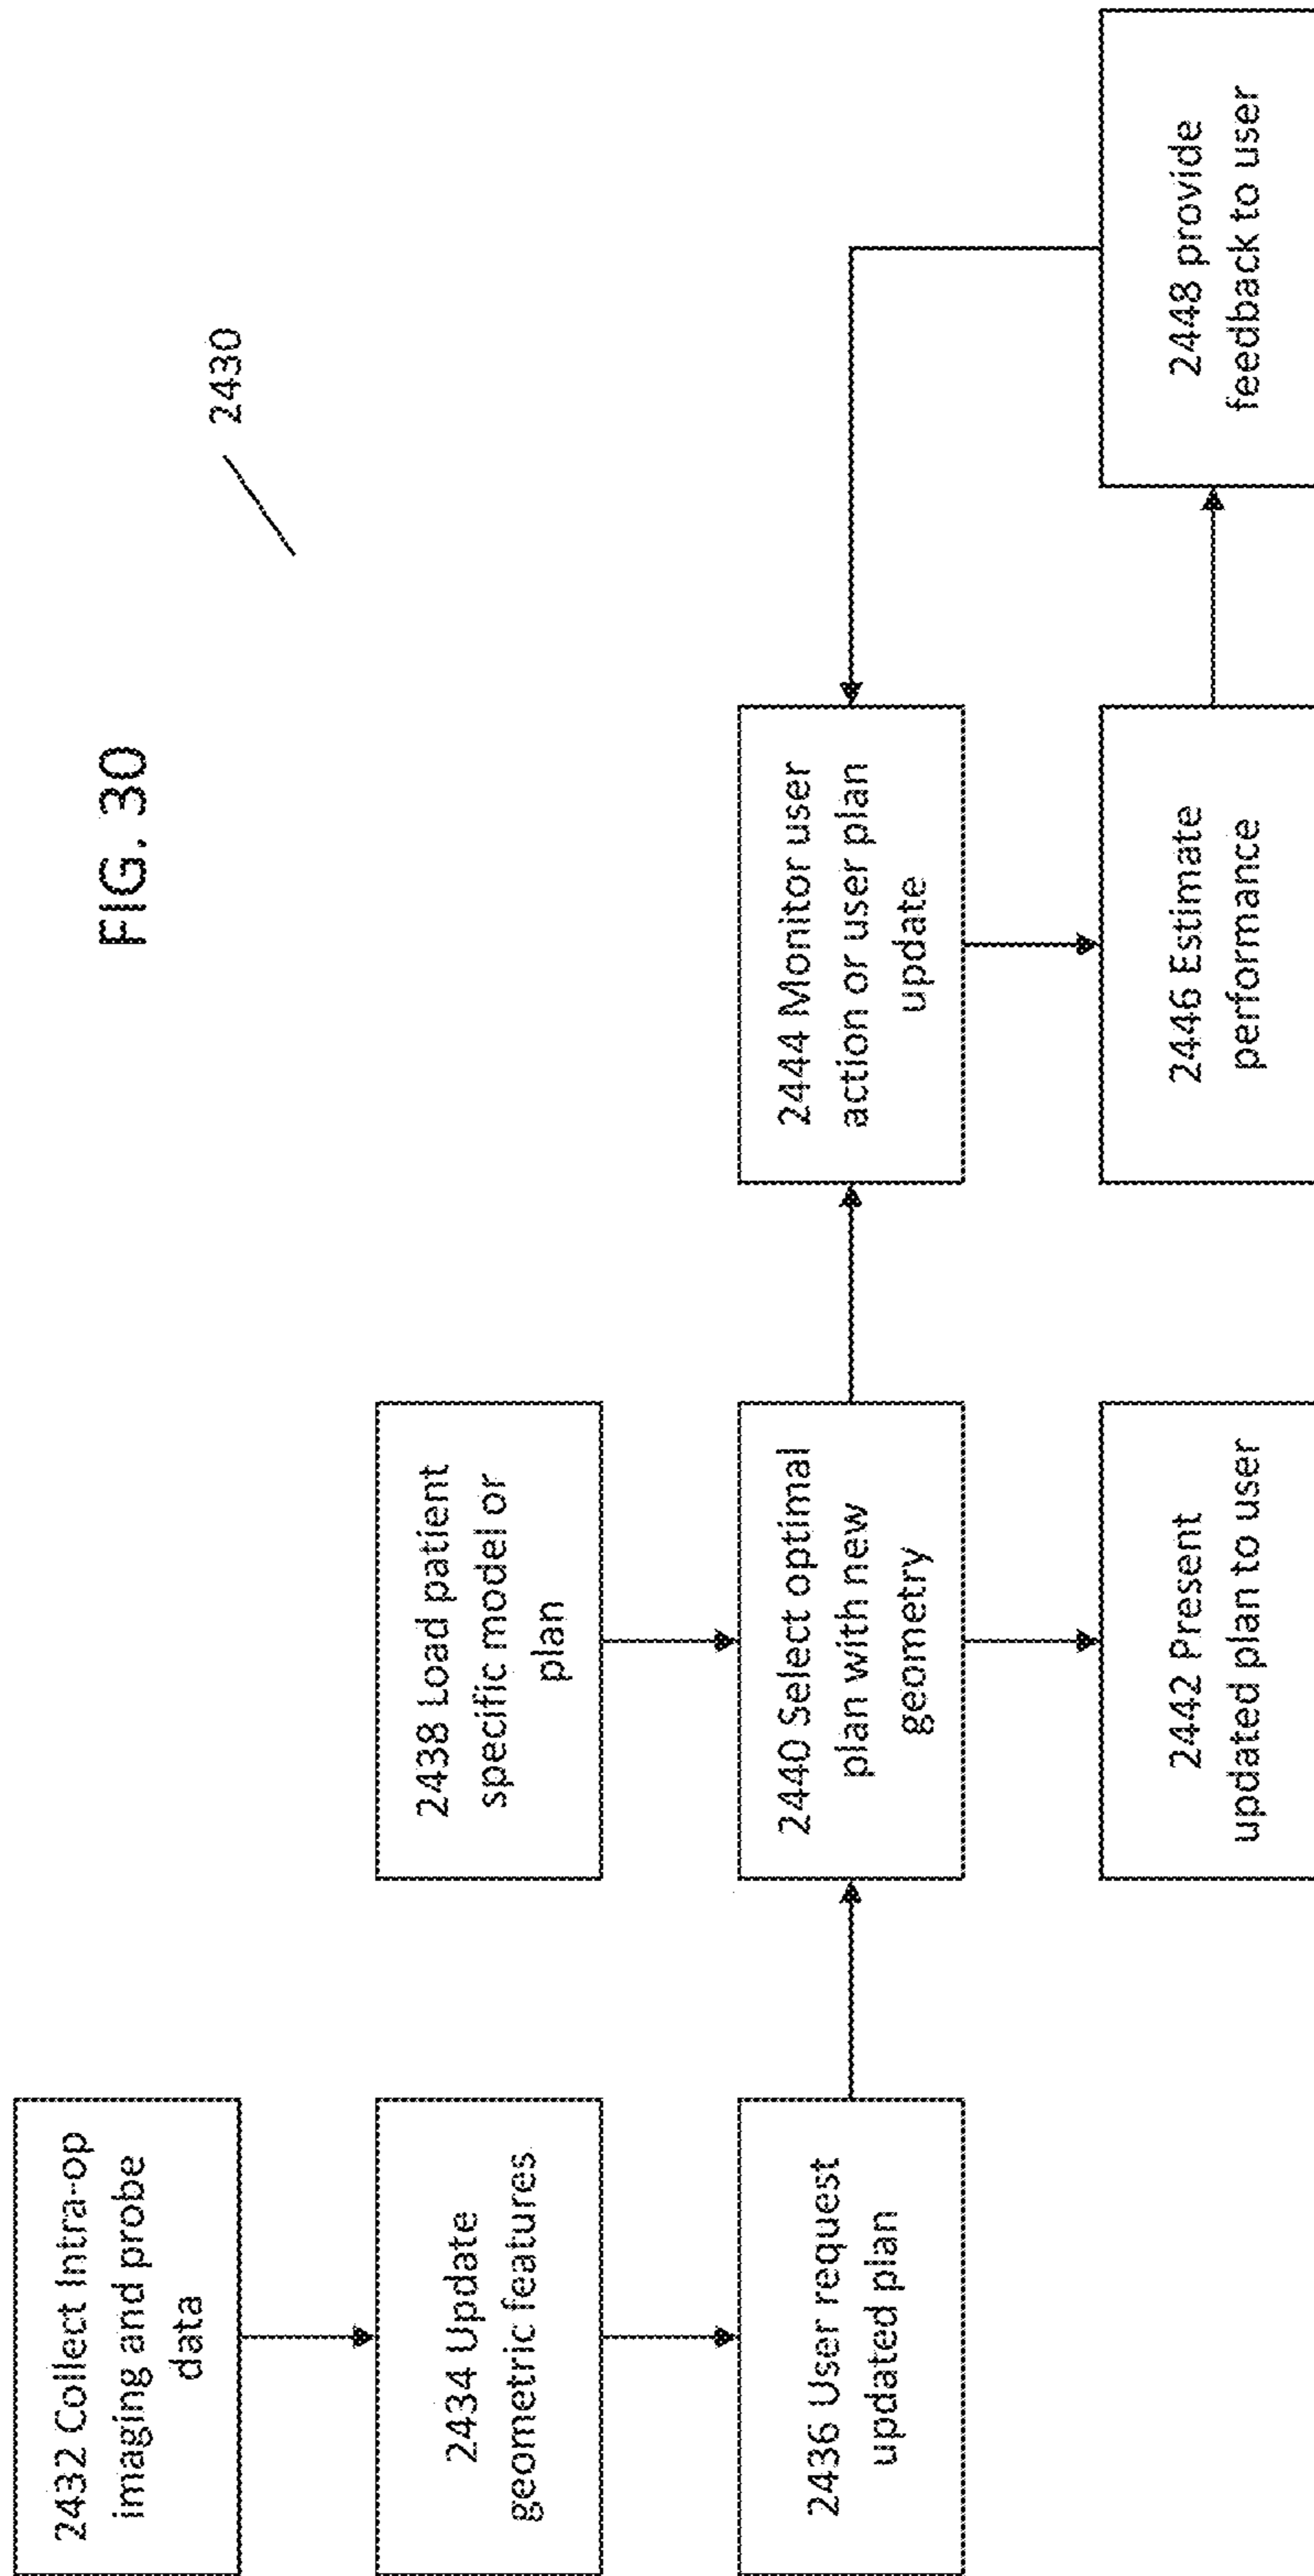 FIG. 30
2430
2432 Collect Intra-op
imaging and probe
data
2434 Update
geometric features
2436 User request
updated plan
2438 Load patient
specific model or
plan
2440 Select optimal
plan with new
geometry
2442 Present
updated plan to user
2444 Monitor user
action or user plan
update
2446 Estimate
performance
2448 provide
feedback to user